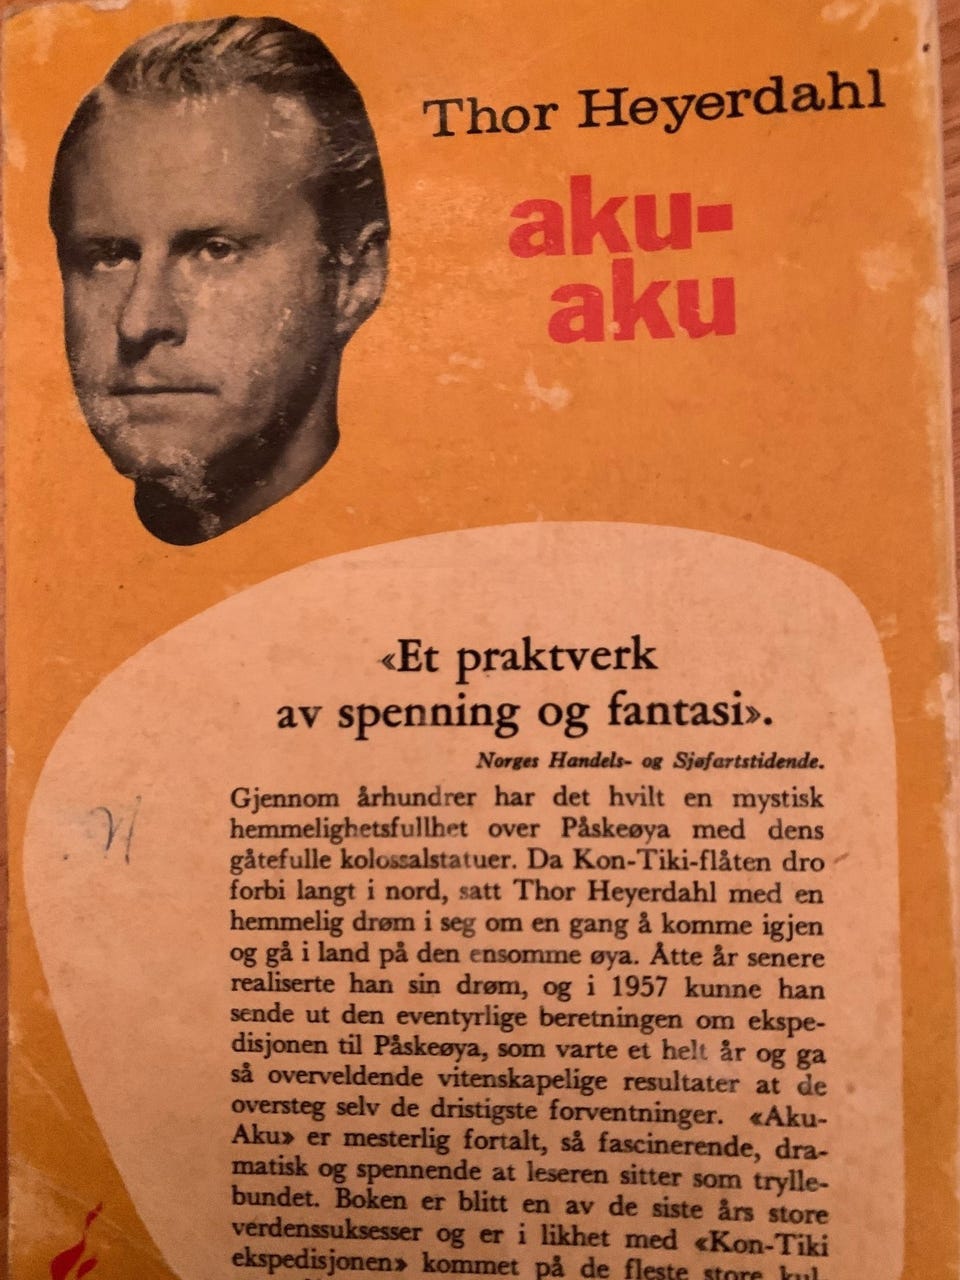 Thor Heyerdahl
aku-
aku
«Et praktverk
av spenning og fantasi».
Norges Handels- og Sjøfartstidende.
Gjennom århundrer har det hvilt en mystisk
hemmelighetsfullhet over Påskeøya med dens
gåtefulle kolossalstatuer. Da Kon-Tiki-flåten dro
forbi langt i nord, satt Thor Heyerdahl med en
hemmelig drøm i seg om en gang å komme igjen
og gå i land på den ensomme øya. Åtte år senere
realiserte han sin drøm, og i 1957 kunne han
sende ut den eventyrlige beretningen om ekspe-
disjonen til Påskeøya, som varte et helt år og ga
så overveldende vitenskapelige resultater at de
oversteg selv de dristigste forventninger. «Aku-
Aku» er mesterlig fortalt, så fascinerende, dra-
matisk og spennende at leseren sitter som trylle-
bundet. Boken er blitt en av de siste års store
verdenssuksesser og er i likhet med «Kon-Tiki
ekspedisjonen» kommet på de fleste store kul-